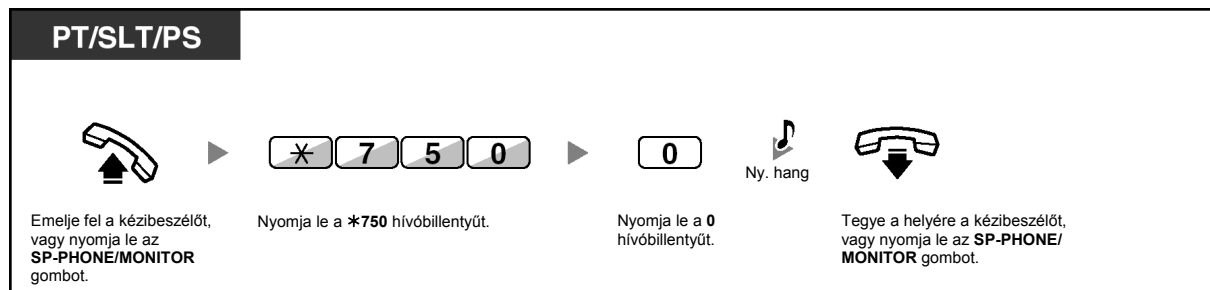 PT/SLT/PS
* 7 5 0
0
Ny. hang
Emelje fel a kézibeszélőt,
vagy nyomja le az
SP-PHONE/MONITOR
gombot.
Nyomja le a *750 hívóbillentyűt.
Nyomja le a 0
hívóbillentyűt.
Tegye a helyére a kézibeszélőt,
vagy nyomja le az SP-PHONE/
MONITOR gombot.